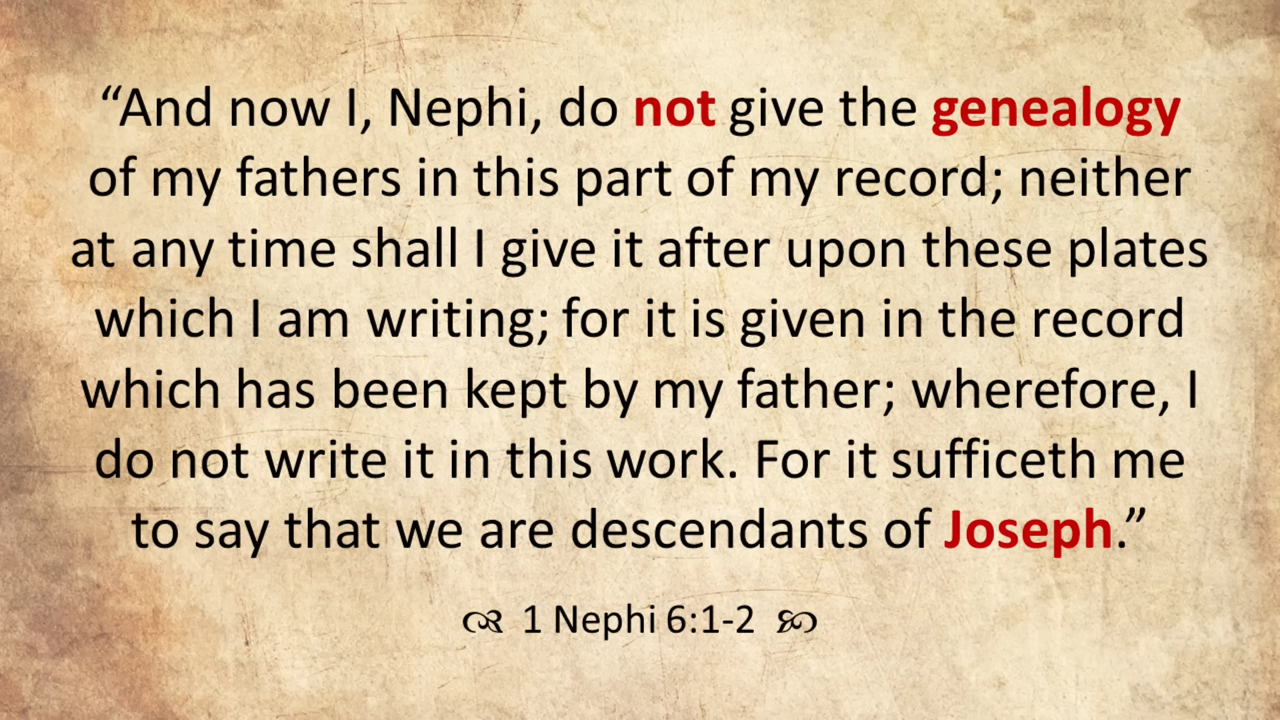 “And now I, Nephi, do not give the genealogy
of my fathers in this part of my record; neither
at any time shall I give it after upon these plates
which I am writing; for it is given in the record
which has been kept by my father; wherefore, I
do not write it in this work. For it sufficeth me
to say that we are descendants of Joseph.”
1 Nephi 6:1-2